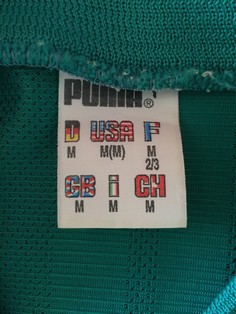 PUMA®
D USA F
M M(M) M
2/3
GB i CH
M M M